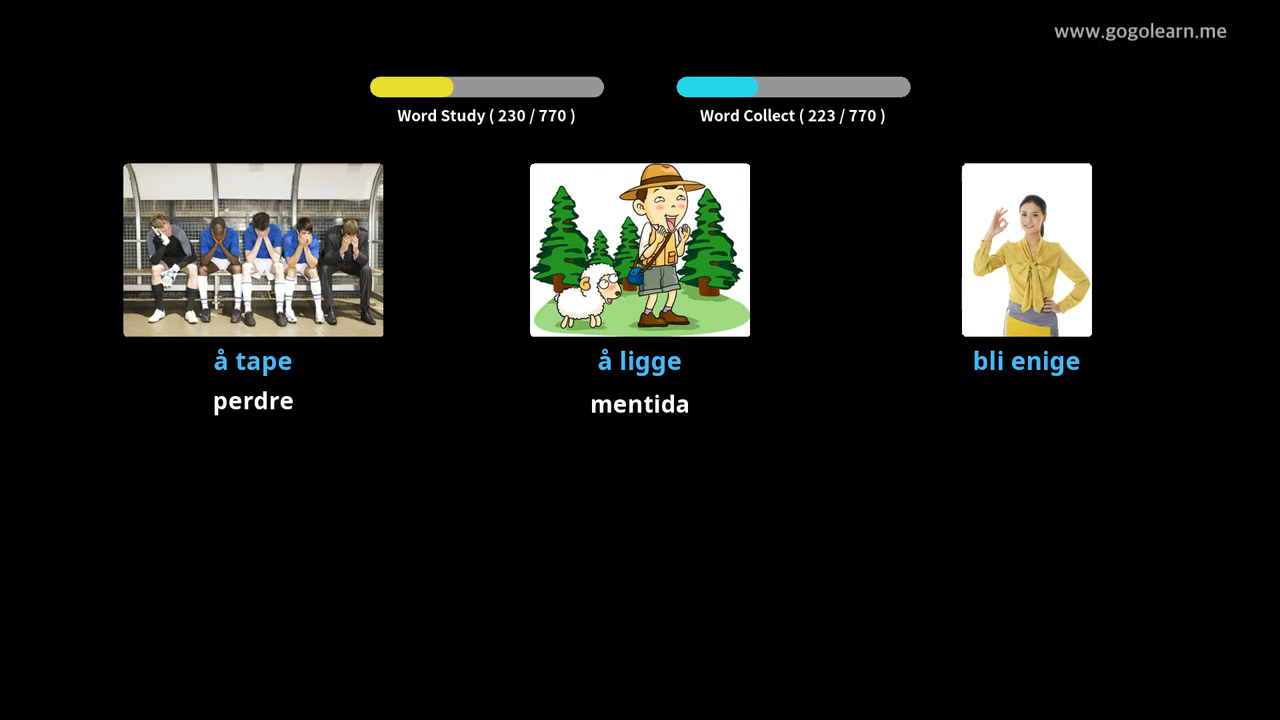 www.gogolearn.me
Word Study ( 230 / 770 )
Word Collect ( 223 / 770 )
å tape
å ligge
bli enige
perdre
mentida